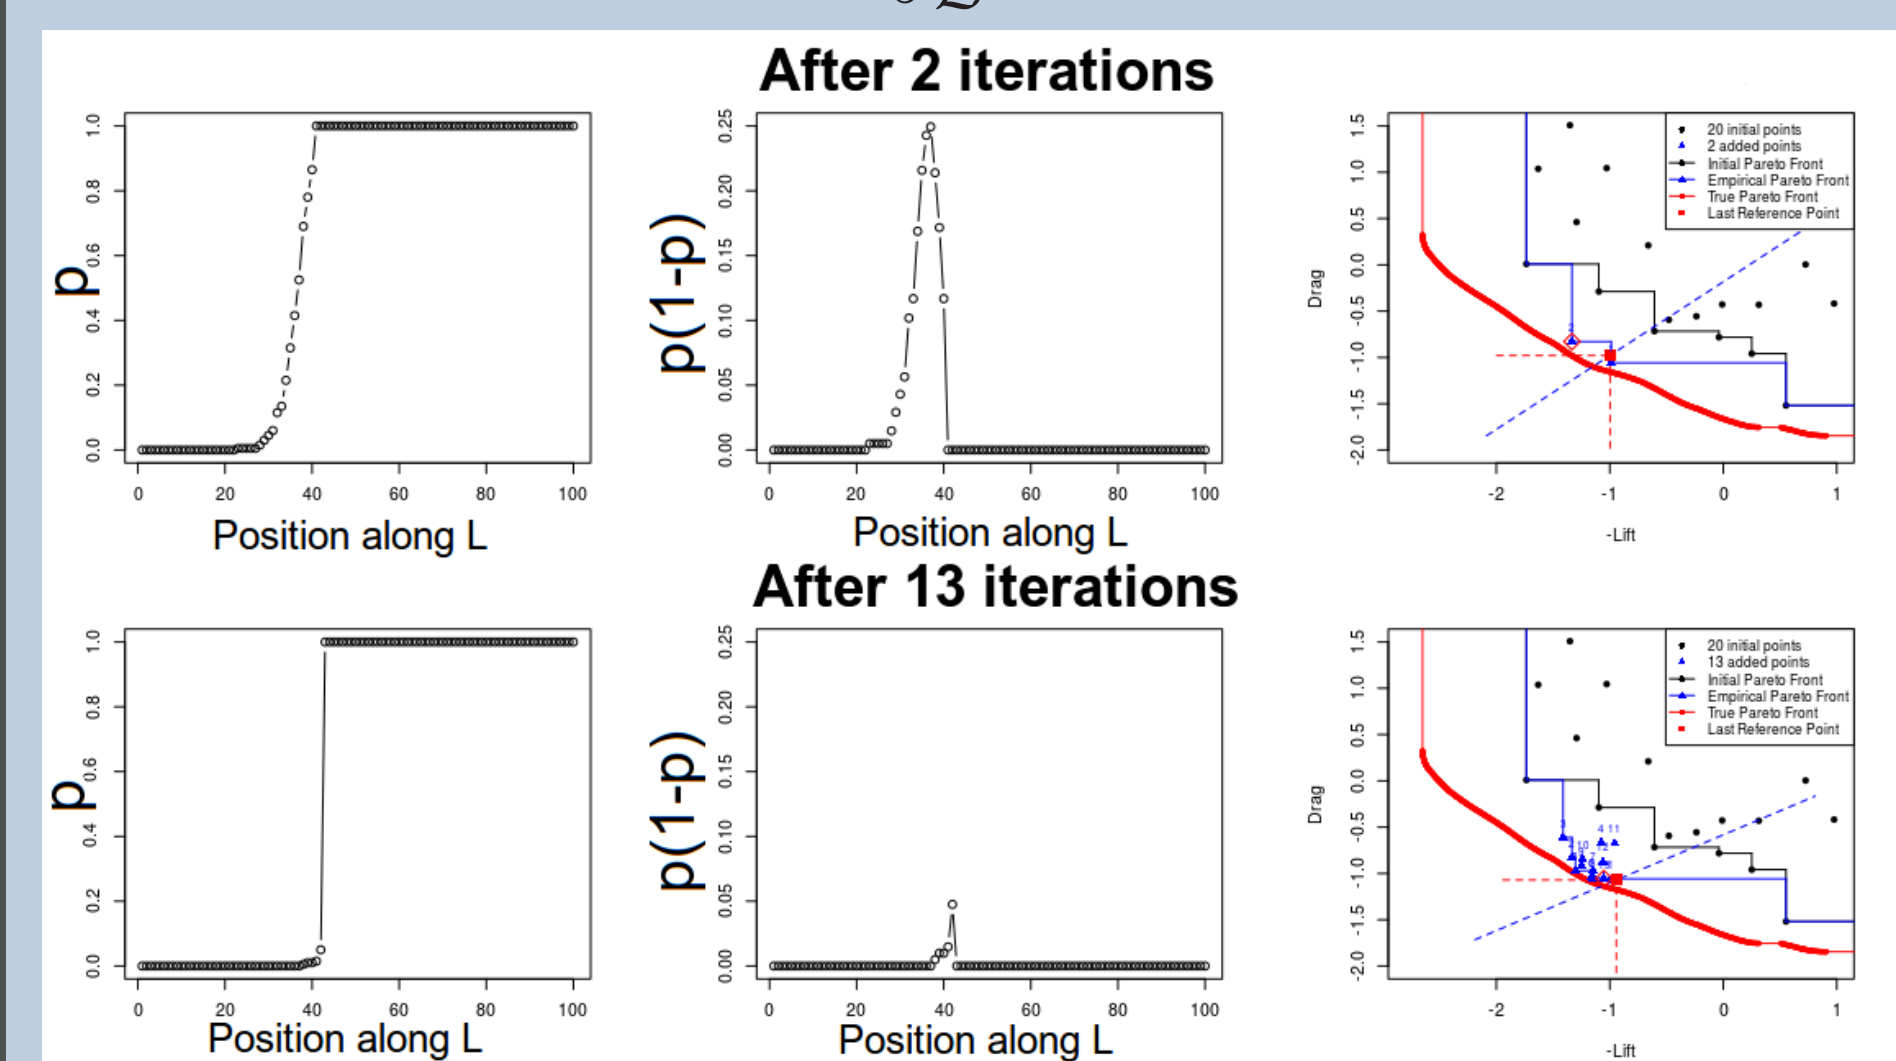 After 2 iterations
p
1.0
0.8
0.6
0.4
0.2
0.0
0 20 40 60 80 100
Position along L
p(1-p)
0.25
0.20
0.15
0.10
0.05
0.00
0 20 40 60 80 100
Position along L
Drag
1.5
1.0
0.5
0.0
-0.5
-1.0
-1.5
-2.0
20 initial points
2 added points
Initial Pareto Front
Empirical Pareto Front
True Pareto Front
Last Reference Point
2
-2 -1 0 1
-Lift
After 13 iterations
p
1.0
0.8
0.6
0.4
0.2
0.0
0 20 40 60 80 100
Position along L
p(1-p)
0.25
0.20
0.15
0.10
0.05
0.00
0 20 40 60 80 100
Position along L
Drag
1.5
1.0
0.5
0.0
-0.5
-1.0
-1.5
-2.0
20 initial points
13 added points
Initial Pareto Front
Empirical Pareto Front
True Pareto Front
Last Reference Point
4 11
10
-2 -1 0 1
-Lift